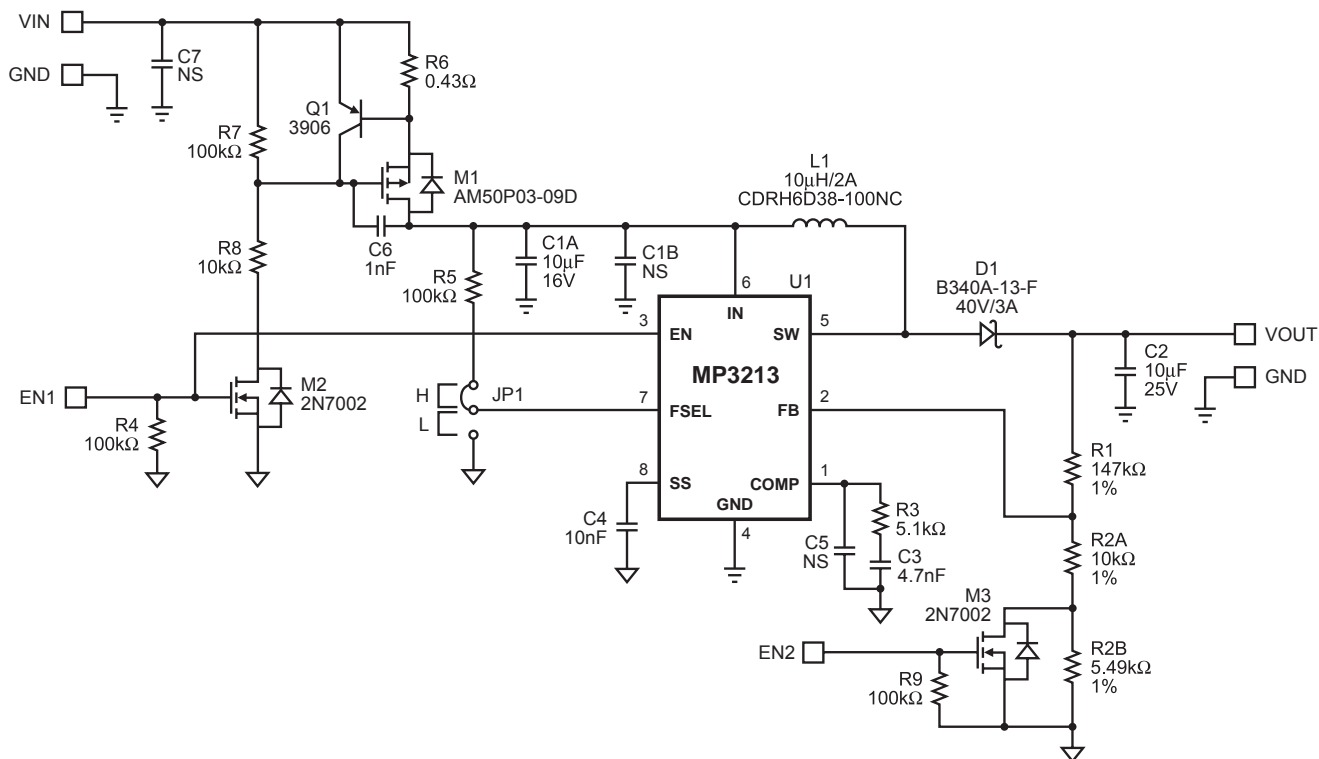 VIN
C7
NS
GND
R6
0.43Ω
Q1
3906
R7
100kΩ
M1
AM50P03-09D
L1
10μH/2A
CDRH6D38-100NC
R8
10kΩ
C6
1nF
R5
100kΩ
C1A
10μF
16V
C1B
NS
6
U1
IN
D1
B340A-13-F
40V/3A
3
EN
SW
5
VOUT
C2
10μF
25V
GND
MP3213
EN1
M2
2N7002
R4
100kΩ
H
L
JP1
7
FSEL
FB
2
R1
147kΩ
1%
8
SS
COMP
1
GND
4
C4
10nF
R3
5.1kΩ
C5
NS
C3
4.7nF
R2A
10kΩ
1%
M3
2N7002
EN2
R9
100kΩ
R2B
5.49kΩ
1%